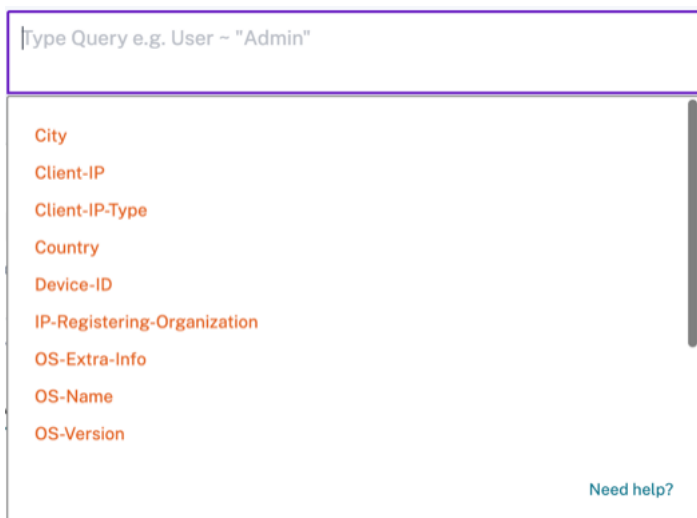 Type Query e.g. User ~ "Admin"
City
Client-IP
Client-IP-Type
Country
Device-ID
IP-Registering-Organization
OS-Extra-Info
OS-Name
OS-Version
Need help?